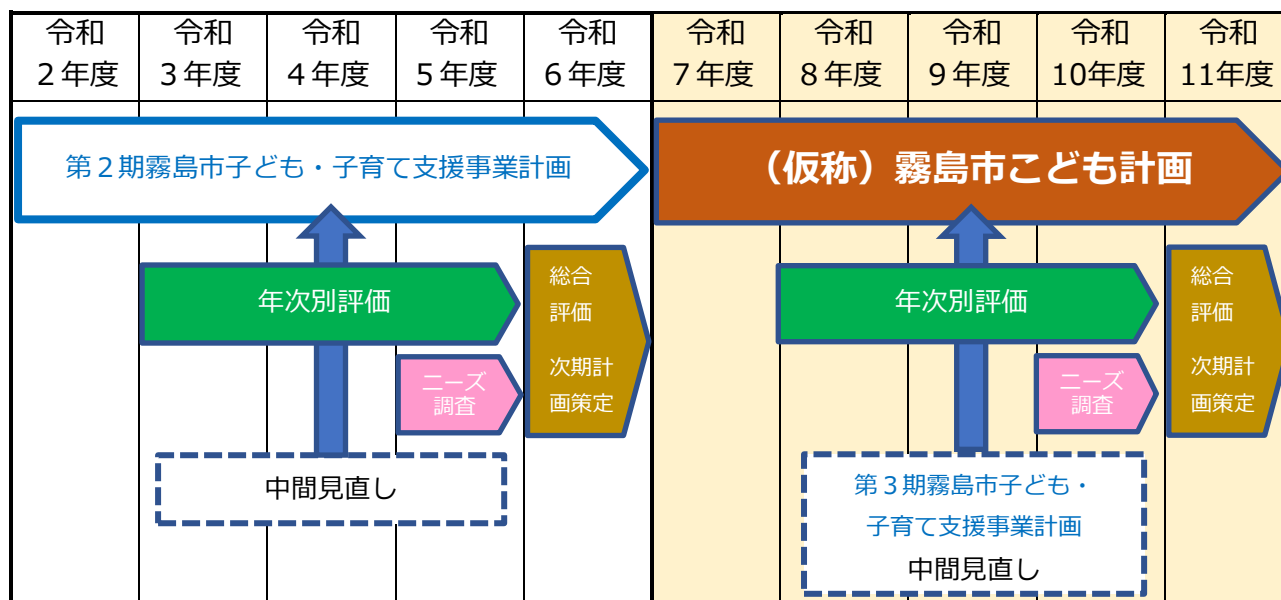 令和
2年度
令和
3年度
令和
4年度
令和
5年度
令和
6年度
令和
7年度
令和
8年度
令和
9年度
令和
10年度
令和
11年度
第2期霧島市子ども・子育て支援事業計画
（仮称）霧島市こども計画
年次別評価
総合
評価
次期計
画策定
ニーズ
調査
中間見直し
年次別評価
総合
評価
次期計
画策定
ニーズ
調査
第3期霧島市子ども・
子育て支援事業計画
中間見直し